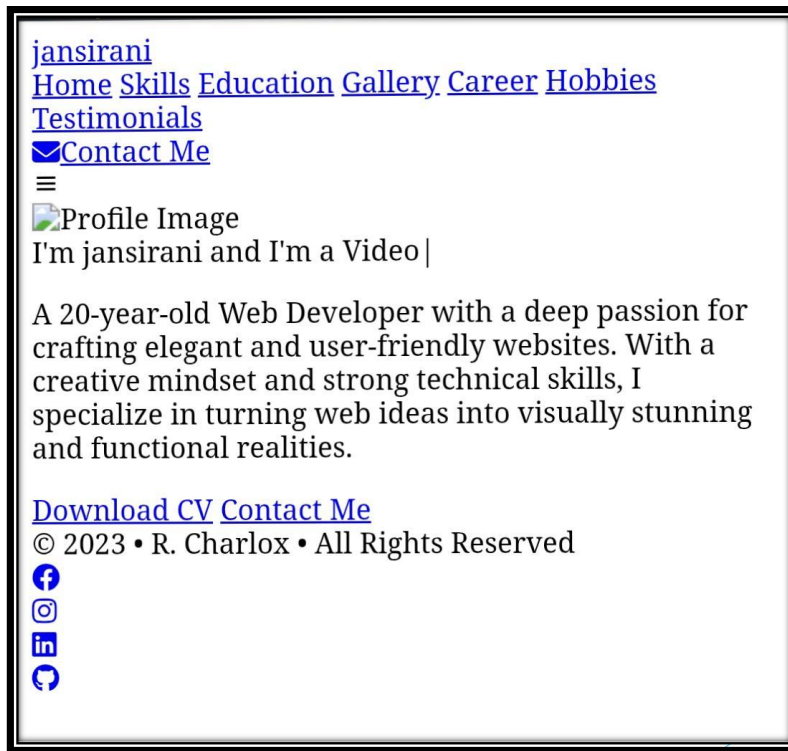 jansirani
Home Skills Education Gallery Career Hobbies
Testimonials
Contact Me
Profile Image
I'm jansirani and I'm a Video|
A 20-year-old Web Developer with a deep passion for
crafting elegant and user-friendly websites. With a
creative mindset and strong technical skills, I
specialize in turning web ideas into visually stunning
and functional realities.
Download CV Contact Me
© 2023 • R. Charlox • All Rights Reserved